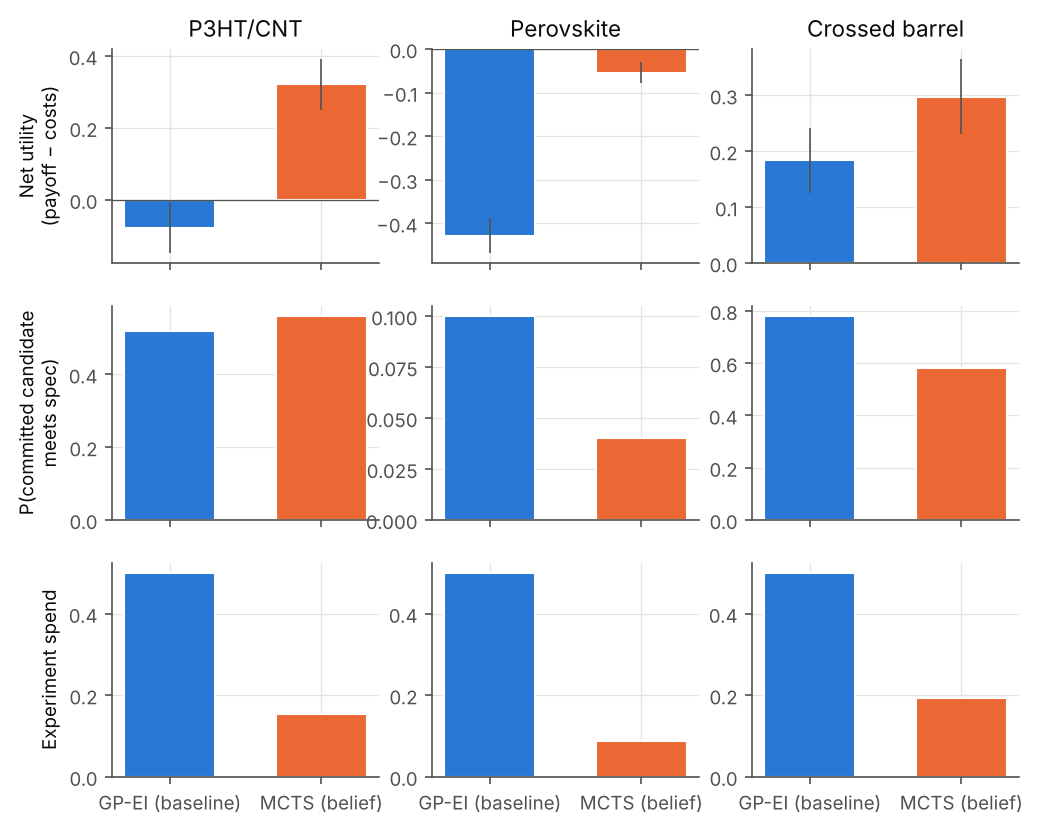 P3HT/CNT
Perovskite
Crossed barrel
Net utility
(payoff − costs)
0.4
0.2
0.0
0.0
−0.1
−0.2
−0.3
−0.4
0.3
0.2
0.1
0.0
P(committed candidate
meets spec)
0.4
0.2
0.0
0.100
0.075
0.050
0.025
0.000
0.8
0.6
0.4
0.2
0.0
Experiment spend
0.4
0.2
0.0
0.4
0.2
0.0
0.4
0.2
0.0
GP-EI (baseline)
MCTS (belief)
GP-EI (baseline)
MCTS (belief)
GP-EI (baseline)
MCTS (belief)